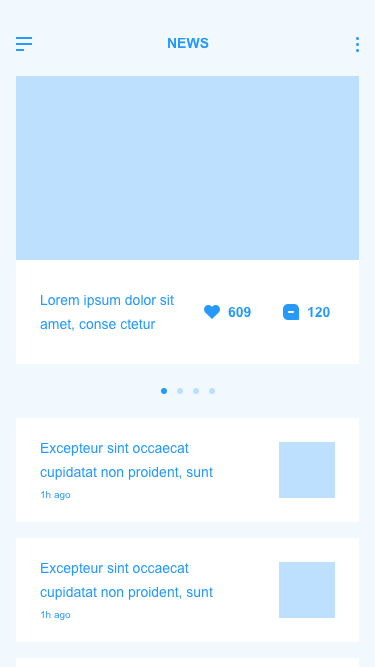 NEWS
Lorem ipsum dolor sit
amet, conse ctetur
609
120
Excepteur sint occaecat
cupidatat non proident, sunt
1h ago
Excepteur sint occaecat
cupidatat non proident, sunt
1h ago